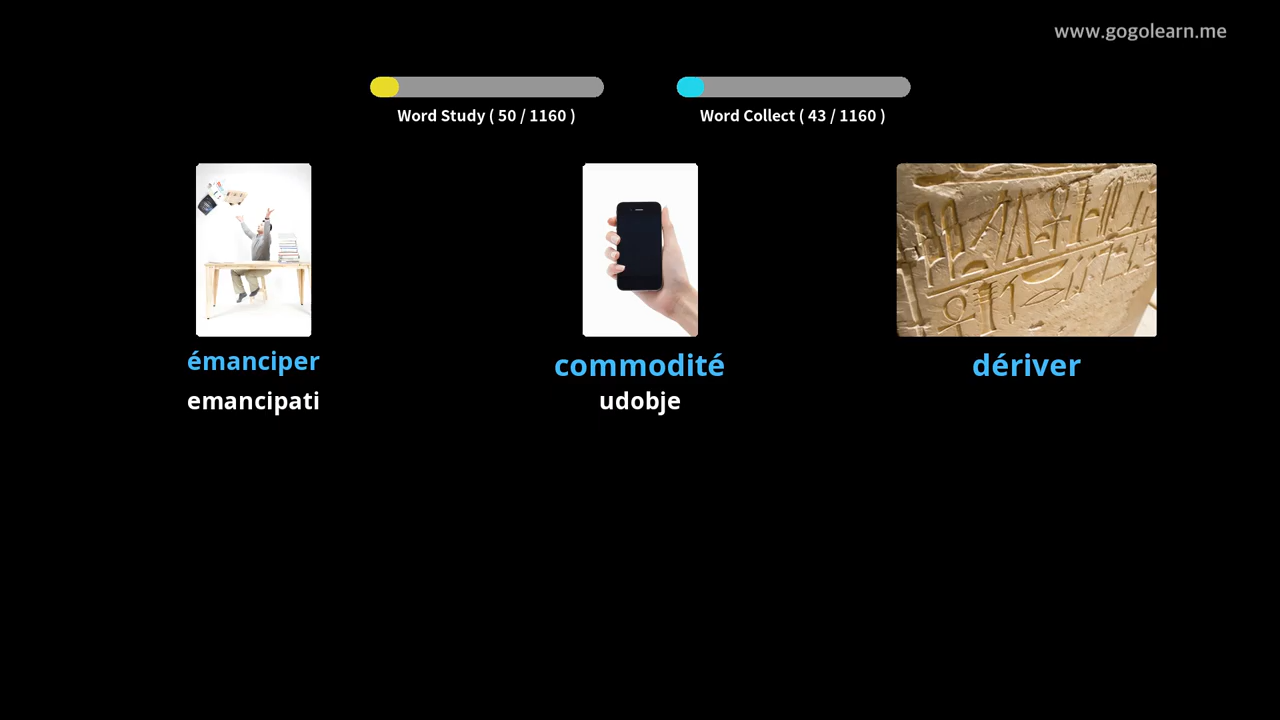 www.gogolearn.me
Word Study ( 50 / 1160 )
Word Collect ( 43 / 1160 )
émanciper
commodité
dériver
emancipati
udobje